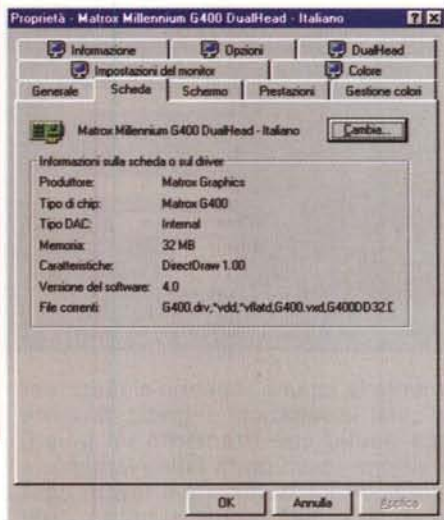 Proprietà - Matrox Millennium G400 DualHead - Italiano
Informazione Opzioni DualHead
Impostazioni del monitor Colore
Generale Scheda Schermo Prestazioni Gestione colori
Matrox Millennium G400 DualHead - Italiano Cambia...
Informazioni sulla scheda o sul driver
Produttore: Matrox Graphics
Tipo di chip: Matrox G400
Tipo DAC: Internal
Memoria: 32 MB
Caratteristiche: DirectDraw 1.00
Versione del software: 4.0
File correnti: G400.drv,*vdd,*vflatd,G400.vxd,G400DD32.D
OK Annulla Applica